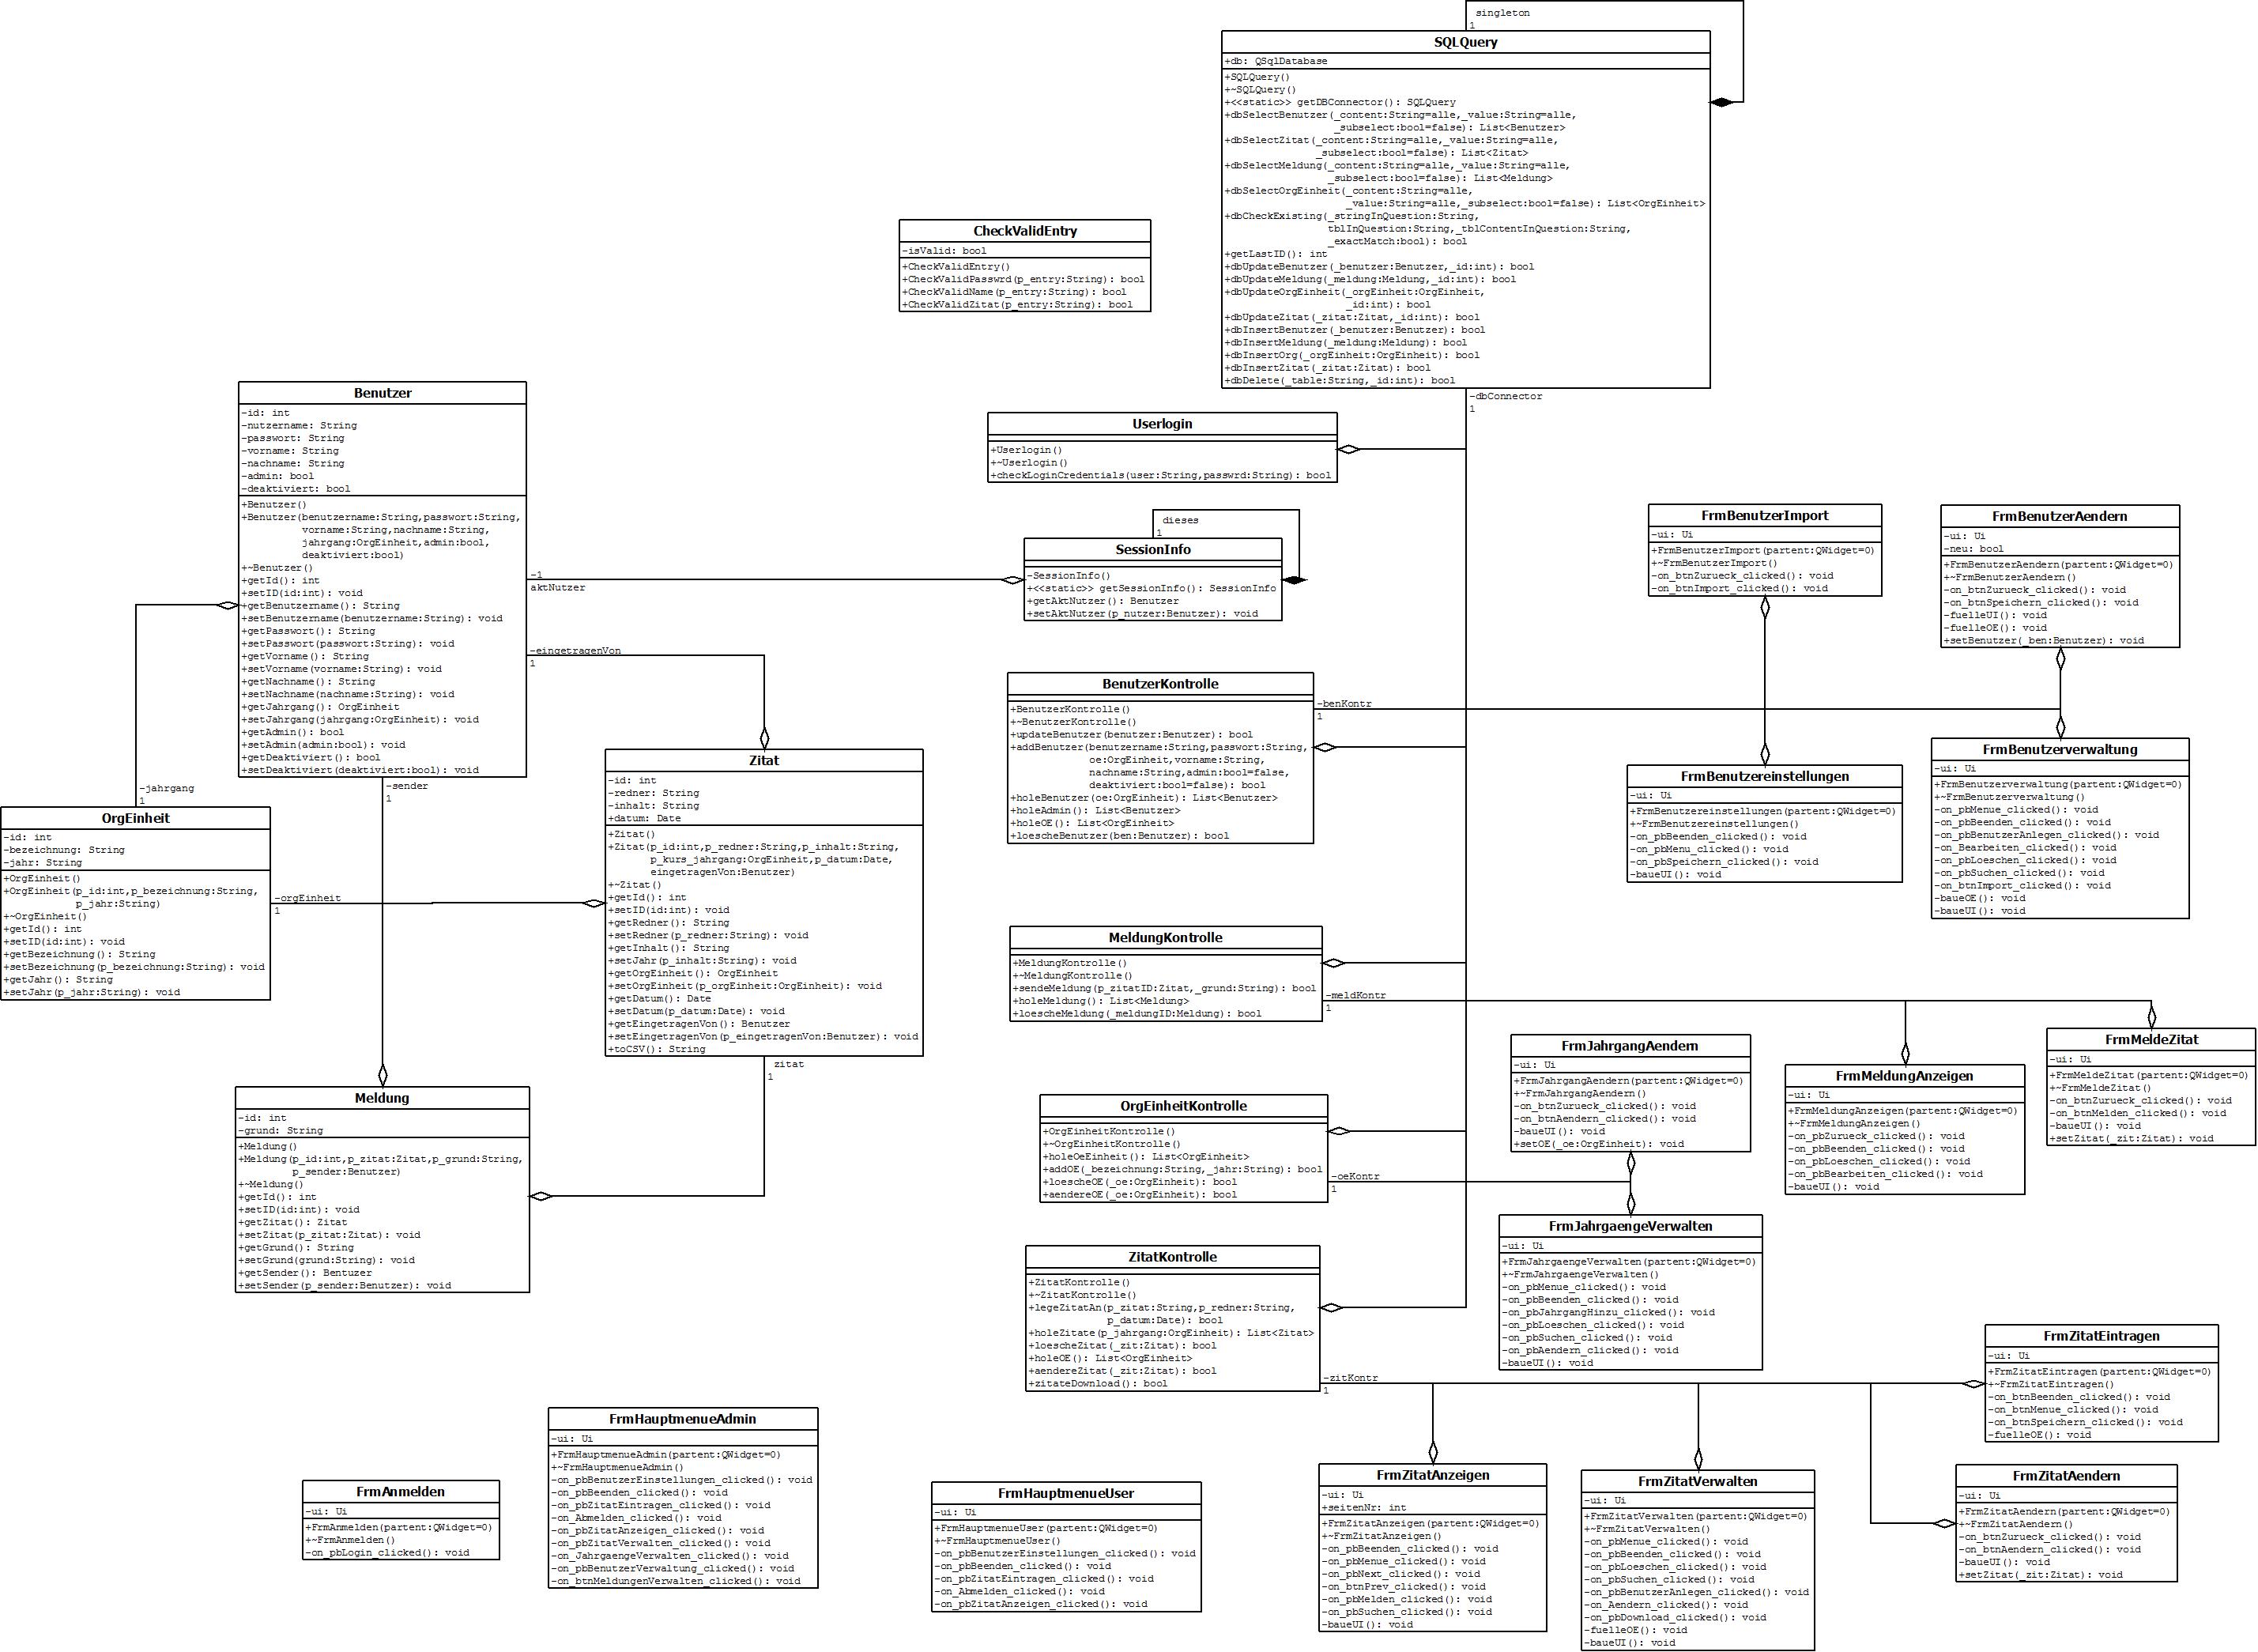 singleton
1
SQLQuery
+db: QSqlDatabase
+SQLQuery()
+~SQLQuery()
+<<static>> getDBConnector(): SQLQuery
+dbSelectBenutzer(_content:String=alle,_value:String=alle,
_subselect:bool=false): List<Benutzer>
+dbSelectZitat(_content:String=alle,_value:String=alle,
_subselect:bool=false): List<Zitat>
+dbSelectMeldung(_content:String=alle,_value:String=alle,
_subselect:bool=false): List<Meldung>
+dbSelectOrgEinheit(_content:String=alle,
_value:String=alle,_subselect:bool=false): List<OrgEinheit>
+dbCheckExisting(_stringInQuestion:String,
tblInQuestion:String,_tblContentInQuestion:String,
_exactMatch:bool): bool
+getLastID(): int
+dbUpdateBenutzer(_benutzer:Benutzer,_id:int): bool
+dbUpdateMeldung(_meldung:Meldung,_id:int): bool
+dbUpdateOrgEinheit(_orgEinheit:OrgEinheit,
_id:int): bool
+dbUpdateZitat(_zitat:Zitat,_id:int): bool
+dbInsertBenutzer(_benutzer:Benutzer): bool
+dbInsertMeldung(_meldung:Meldung): bool
+dbInsertOrg(_orgEinheit:OrgEinheit): bool
+dbInsertZitat(_zitat:Zitat): bool
+dbDelete(_table:String,_id:int): bool
-dbConnector
1
CheckValidEntry
-isValid: bool
+CheckValidEntry()
+CheckValidPasswrd(p_entry:String): bool
+CheckValidName(p_entry:String): bool
+CheckValidZitat(p_entry:String): bool
Benutzer
-id: int
-nutzername: String
-passwort: String
-vorname: String
-nachname: String
-admin: bool
-deaktiviert: bool
+Benutzer()
+Benutzer(benutzername:String,passwort:String,
vorname:String,nachname:String,
jahrgang:OrgEinheit,admin:bool,
deaktiviert:bool)
+~Benutzer()
+getId(): int
+setID(id:int): void
+getBenutzername(): String
+setBenutzername(benutzername:String): void
+getPasswort(): String
+setPasswort(passwort:String): void
+getVorname(): String
+setVorname(vorname:String): void
+getNachname(): String
+setNachname(nachname:String): void
+getJahrgang(): OrgEinheit
+setJahrgang(jahrgang:OrgEinheit): void
+getAdmin(): bool
+setAdmin(admin:bool): void
+getDeaktiviert(): bool
+setDeaktiviert(deaktiviert:bool): void
-1
aktNutzer
-eingetragenVon
1
-sender
1
-jahrgang
1
Userlogin
+Userlogin()
+~Userlogin()
+checkLoginCredentials(user:String,passwrd:String): bool
dieses
1
SessionInfo
-SessionInfo()
+<<static>> getSessionInfo(): SessionInfo
+getAktNutzer(): Benutzer
+setAktNutzer(p_nutzer:Benutzer): void
FrmBenutzerImport
-ui: Ui
+FrmBenutzerImport(partent:QWidget=0)
+~FrmBenutzerImport()
-on_btnZurueck_clicked(): void
-on_btnImport_clicked(): void
FrmBenutzerAendern
-ui: Ui
-neu: bool
+FrmBenutzerAendern(partent:QWidget=0)
+~FrmBenutzerAendern()
-on_btnZurueck_clicked(): void
-on_btnSpeichern_clicked(): void
-fuelleUI(): void
-fuelleOE(): void
+setBenutzer(_ben:Benutzer): void
BenutzerKontrolle
+BenutzerKontrolle()
+~BenutzerKontrolle()
+updateBenutzer(benutzer:Benutzer): bool
+addBenutzer(benutzername:String,passwort:String,
oe:OrgEinheit,vorname:String,
nachname:String,admin:bool=false,
deaktiviert:bool=false): bool
+holeBenutzer(oe:OrgEinheit): List<Benutzer>
+holeAdmin(): List<Benutzer>
+holeOE(): List<OrgEinheit>
+loescheBenutzer(ben:Benutzer): bool
-benKontr
1
FrmBenutzereinstellungen
-ui: Ui
+FrmBenutzereinstellungen(partent:QWidget=0)
+~FrmBenutzereinstellungen()
-on_pbBeenden_clicked(): void
-on_pbMenu_clicked(): void
-on_pbSpeichern_clicked(): void
-baueUI(): void
FrmBenutzerverwaltung
-ui: Ui
+FrmBenutzerverwaltung(partent:QWidget=0)
+~FrmBenutzerverwaltung()
-on_pbMenue_clicked(): void
-on_pbBeenden_clicked(): void
-on_pbBenutzerAnlegen_clicked(): void
-on_Bearbeiten_clicked(): void
-on_pbLoeschen_clicked(): void
-on_pbSuchen_clicked(): void
-on_btnImport_clicked(): void
-baueOE(): void
-baueUI(): void
Zitat
-id: int
-redner: String
-inhalt: String
+datum: Date
+Zitat()
+Zitat(p_id:int,p_redner:String,p_inhalt:String,
p_kurs_jahrgang:OrgEinheit,p_datum:Date,
eingetragenVon:Benutzer)
+~Zitat()
+getId(): int
+setID(id:int): void
+getRedner(): String
+setRedner(p_redner:String): void
+getInhalt(): String
+setJahr(p_inhalt:String): void
+getOrgEinheit(): OrgEinheit
+setOrgEinheit(p_orgEinheit:OrgEinheit): void
+getDatum(): Date
+setDatum(p_datum:Date): void
+getEingetragenVon(): Benutzer
+setEingetragenVon(p_eingetragenVon:Benutzer): void
+toCSV(): String
zitat
1
OrgEinheit
-id: int
-bezeichnung: String
-jahr: String
+OrgEinheit()
+OrgEinheit(p_id:int,p_bezeichnung:String,
p_jahr:String)
+~OrgEinheit()
+getId(): int
+setID(id:int): void
+getBezeichnung(): String
+setBezeichnung(p_bezeichnung:String): void
+getJahr(): String
+setJahr(p_jahr:String): void
-orgEinheit
1
MeldungKontrolle
+MeldungKontrolle()
+~MeldungKontrolle()
+sendeMeldung(p_zitatID:Zitat,_grund:String): bool
+holeMeldung(): List<Meldung>
+loescheMeldung(_meldungID:Meldung): bool
-meldKontr
1
FrmJahrgangAendern
-ui: Ui
+FrmJahrgangAendern(partent:QWidget=0)
+~FrmJahrgangAendern()
-on_btnZurueck_clicked(): void
-on_btnAendern_clicked(): void
-baueUI(): void
+setOE(_oe:OrgEinheit): void
FrmMeldungAnzeigen
-ui: Ui
+FrmMeldungAnzeigen(partent:QWidget=0)
+~FrmMeldungAnzeigen()
-on_pbZurueck_clicked(): void
-on_pbBeenden_clicked(): void
-on_pbLoeschen_clicked(): void
-on_pbBearbeiten_clicked(): void
-baueUI(): void
FrmMeldeZitat
-ui: Ui
+FrmMeldeZitat(partent:QWidget=0)
+~FrmMeldeZitat()
-on_btnZurueck_clicked(): void
-on_btnMelden_clicked(): void
-baueUI(): void
+setZitat(_zit:Zitat): void
Meldung
-id: int
-grund: String
+Meldung()
+Meldung(p_id:int,p_zitat:Zitat,p_grund:String,
p_sender:Benutzer)
+~Meldung()
+getId(): int
+setID(id:int): void
+getZitat(): Zitat
+setZitat(p_zitat:Zitat): void
+getGrund(): String
+setGrund(grund:String): void
+getSender(): Bentuzer
+setSender(p_sender:Benutzer): void
OrgEinheitKontrolle
+OrgEinheitKontrolle()
+~OrgEinheitKontrolle()
+holeOeEinheit(): List<OrgEinheit>
+addOE(_bezeichnung:String,_jahr:String): bool
+loescheOE(_oe:OrgEinheit): bool
+aendereOE(_oe:OrgEinheit): bool
-oeKontr
1
FrmJahrgaengeVerwalten
-ui: Ui
+FrmJahrgaengeVerwalten(partent:QWidget=0)
+~FrmJahrgaengeVerwalten()
-on_pbMenue_clicked(): void
-on_pbBeenden_clicked(): void
-on_pbJahrgangHinzu_clicked(): void
-on_pbLoeschen_clicked(): void
-on_pbSuchen_clicked(): void
-on_pbAendern_clicked(): void
-baueUI(): void
ZitatKontrolle
+ZitatKontrolle()
+~ZitatKontrolle()
+legeZitatAn(p_zitat:String,p_redner:String,
p_datum:Date): bool
+holeZitate(p_jahrgang:OrgEinheit): List<Zitat>
+loescheZitat(_zit:Zitat): bool
+holeOE(): List<OrgEinheit>
+aendereZitat(_zit:Zitat): bool
+zitateDownload(): bool
-zitKontr
1
FrmZitatEintragen
-ui: Ui
+FrmZitatEintragen(partent:QWidget=0)
+~FrmZitatEintragen()
-on_btnBeenden_clicked(): void
-on_btnMenue_clicked(): void
-on_btnSpeichern_clicked(): void
-fuelleOE(): void
FrmAnmelden
-ui: Ui
+FrmAnmelden(partent:QWidget=0)
+~FrmAnmelden()
-on_pbLogin_clicked(): void
FrmHauptmenueAdmin
-ui: Ui
+FrmHauptmenueAdmin(partent:QWidget=0)
+~FrmHauptmenueAdmin()
-on_pbBenutzerEinstellungen_clicked(): void
-on_pbBeenden_clicked(): void
-on_pbZitatEintragen_clicked(): void
-on_Abmelden_clicked(): void
-on_pbZitatAnzeigen_clicked(): void
-on_pbZitatVerwalten_clicked(): void
-on_JahrgaengeVerwalten_clicked(): void
-on_pbBenutzerVerwaltung_clicked(): void
-on_btnMeldungenVerwalten_clicked(): void
FrmHauptmenueUser
-ui: Ui
+FrmHauptmenueUser(partent:QWidget=0)
+~FrmHauptmenueUser()
-on_pbBenutzerEinstellungen_clicked(): void
-on_pbBeenden_clicked(): void
-on_pbZitatEintragen_clicked(): void
-on_Abmelden_clicked(): void
-on_pbZitatAnzeigen_clicked(): void
FrmZitatAnzeigen
-ui: Ui
+seitenNr: int
+FrmZitatAnzeigen(partent:QWidget=0)
+~FrmZitatAnzeigen()
-on_pbBeenden_clicked(): void
-on_pbMenue_clicked(): void
-on_pbNext_clicked(): void
-on_btnPrev_clicked(): void
-on_pbMelden_clicked(): void
-on_pbSuchen_clicked(): void
-baueUI(): void
FrmZitatVerwalten
-ui: Ui
+FrmZitatVerwalten(partent:QWidget=0)
+~FrmZitatVerwalten()
-on_pbMenue_clicked(): void
-on_pbBeenden_clicked(): void
-on_pbLoeschen_clicked(): void
-on_pbSuchen_clicked(): void
-on_pbBenutzerAnlegen_clicked(): void
-on_Aendern_clicked(): void
-on_pbDownload_clicked(): void
-fuelleOE(): void
-baueUI(): void
FrmZitatAendern
-ui: Ui
+FrmZitatAendern(partent:QWidget=0)
+~FrmZitatAendern()
-on_btnZurueck_clicked(): void
-on_btnAendern_clicked(): void
-baueUI(): void
+setZitat(_zit:Zitat): void